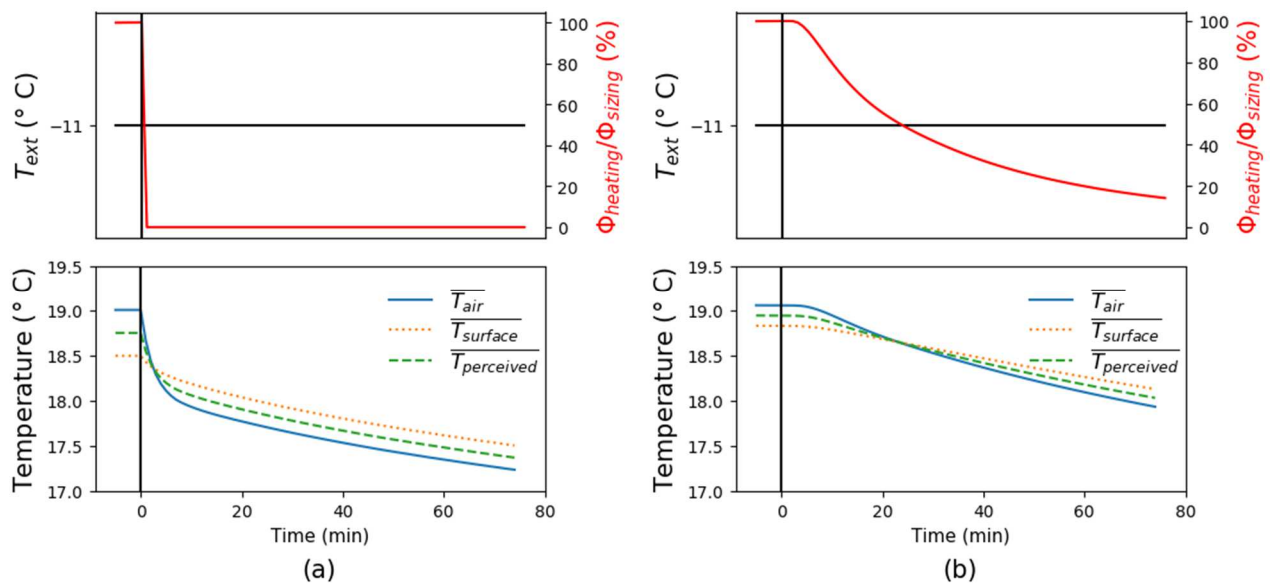 T_ext (° C)
−11
100
80
60
40
20
0
Φ_heating/Φ_sizing (%)
T_ext (° C)
−11
100
80
60
40
20
0
Φ_heating/Φ_sizing (%)
Temperature (° C)
19.5
19.0
18.5
18.0
17.5
17.0
T_air
T_surface
T_perceived
0 20 40 60 80
Time (min)
(a)
Temperature (° C)
19.5
19.0
18.5
18.0
17.5
17.0
T_air
T_surface
T_perceived
0 20 40 60 80
Time (min)
(b)